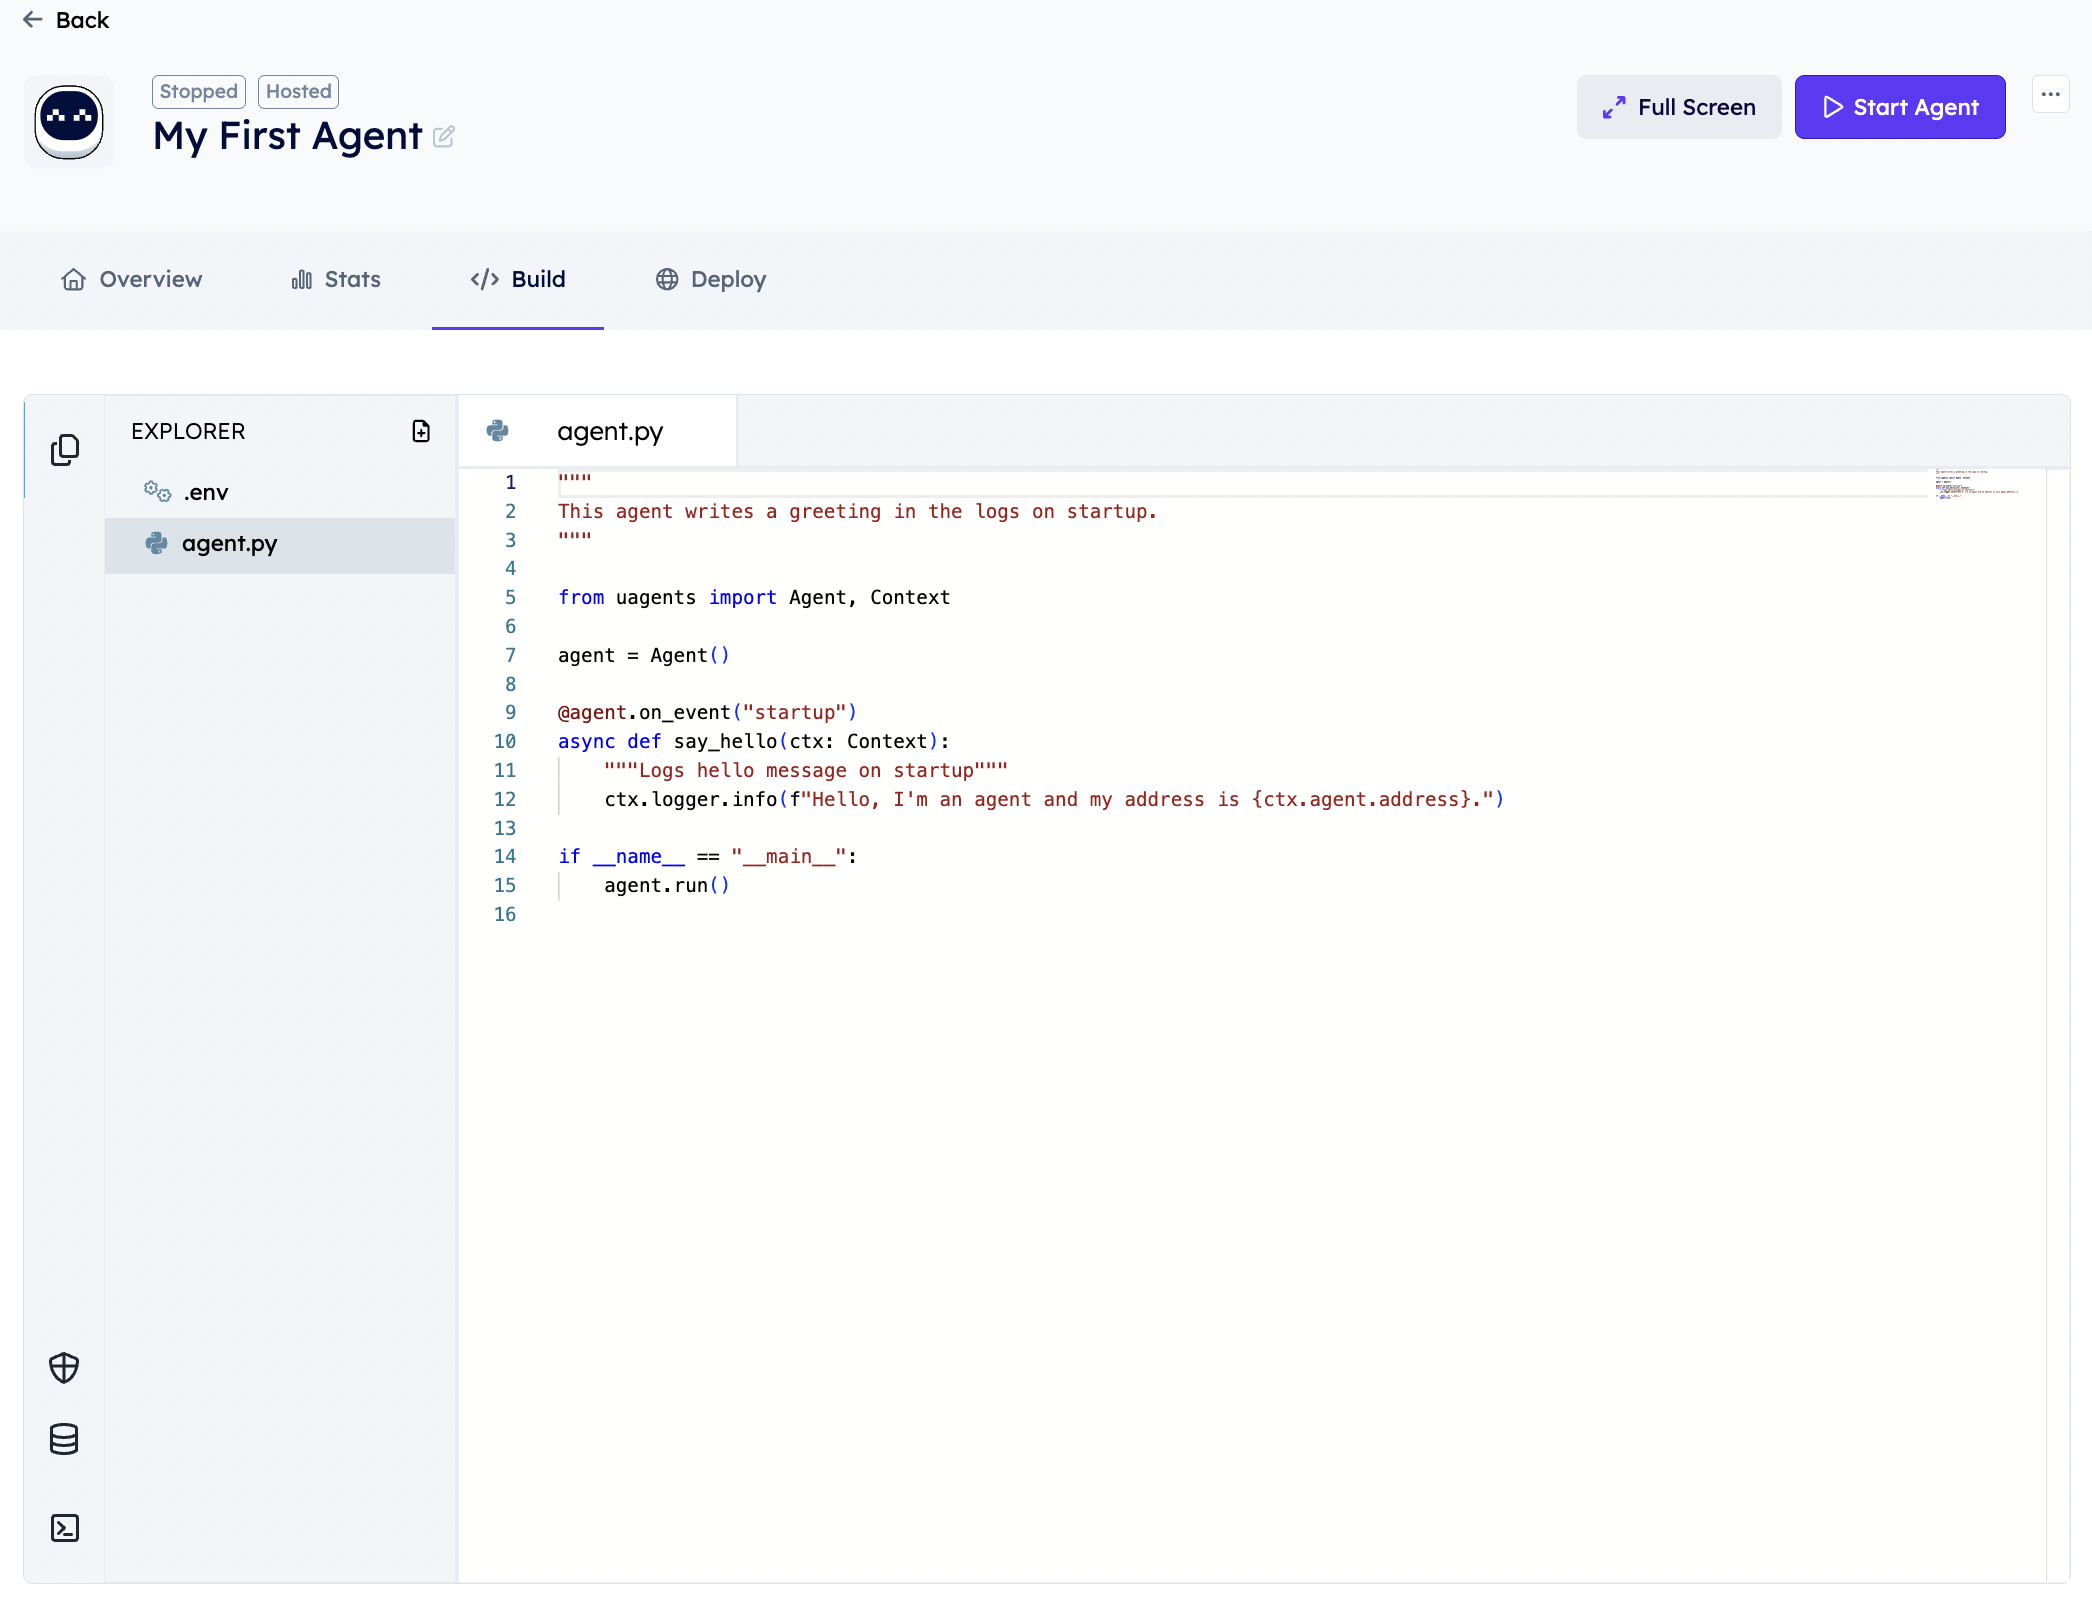 Back
Stopped Hosted
My First Agent
Full Screen
Start Agent
Overview Stats </> Build Deploy
EXPLORER
.env
agent.py
agent.py
1 """
2 This agent writes a greeting in the logs on startup.
3 """
4
5 from uagents import Agent, Context
6
7 agent = Agent()
8
9 @agent.on_event("startup")
10 async def say_hello(ctx: Context):
11     """Logs hello message on startup"""
12     ctx.logger.info(f"Hello, I'm an agent and my address is {ctx.agent.address}.")
13
14 if __name__ == "__main__":
15     agent.run()
16